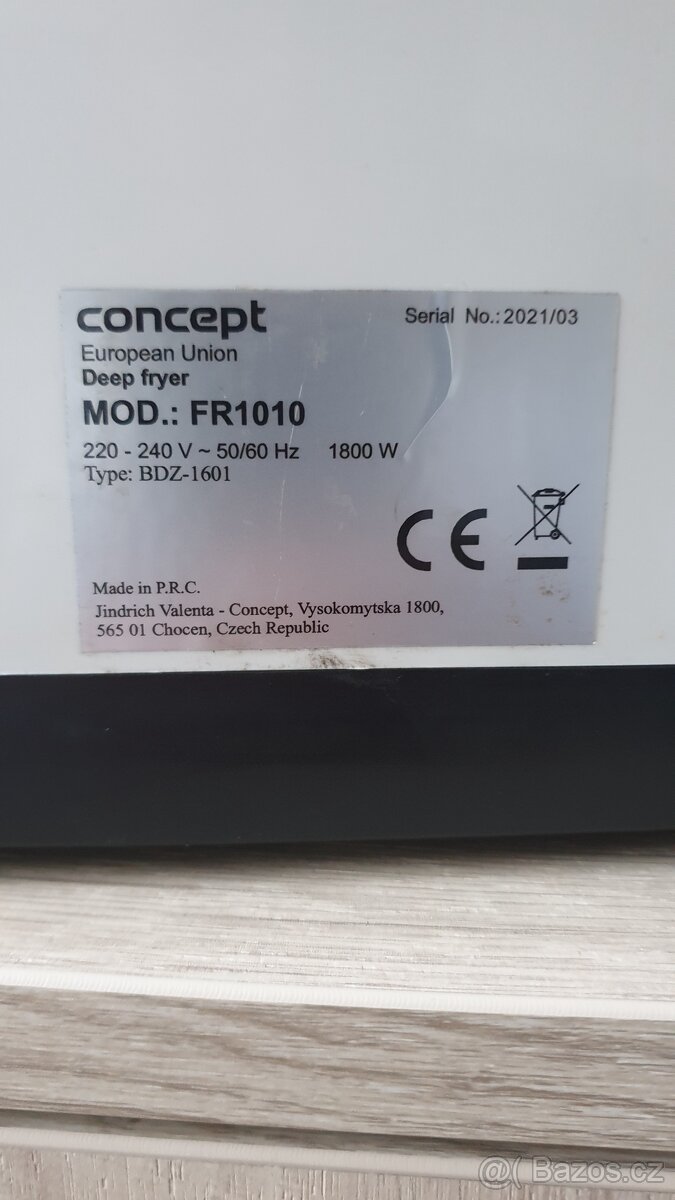 concept
Serial No.: 2021/03
European Union
Deep fryer
MOD.: FR1010
220 - 240 V ~ 50/60 Hz 1800 W
Type: BDZ-1601
CE
Made in P.R.C.
Jindrich Valenta - Concept, Vysokomytska 1800,
565 01 Chocen, Czech Republic
@( Bazos.cz